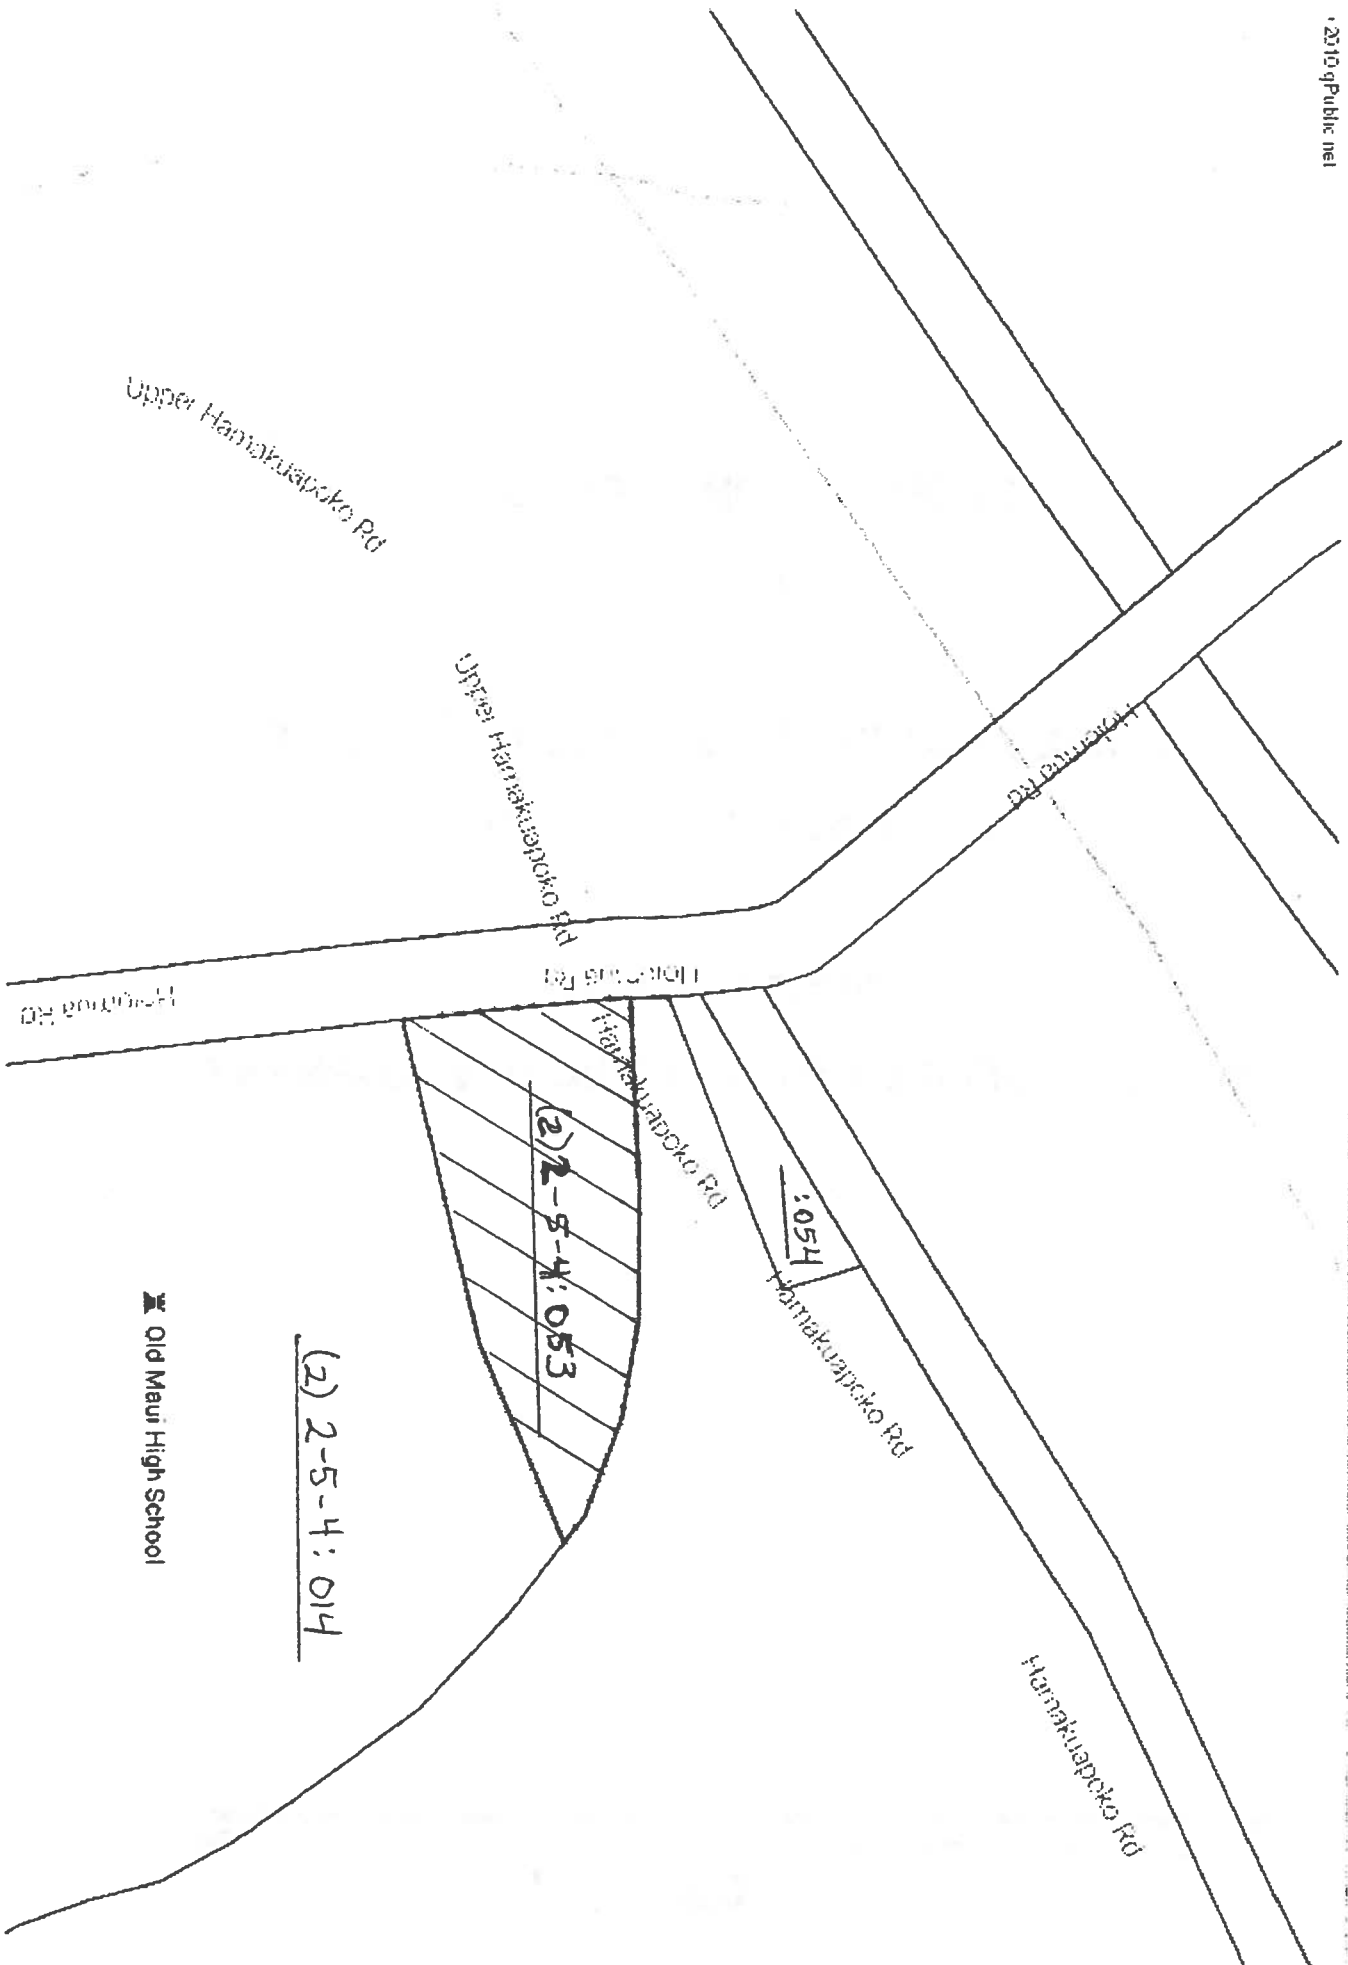 2010 qPublic net
Holomua Rd
Upper Hamakuapoko Rd
Upper Hamakuapoko Rd
Holomua Rd
Hamakuapoko Rd
:054
Hamakuapoko Rd
Hamakuapoko Rd
(2) 2-5-4:053
Holomua Rd
(2) 2-5-4:014
Old Maui High School